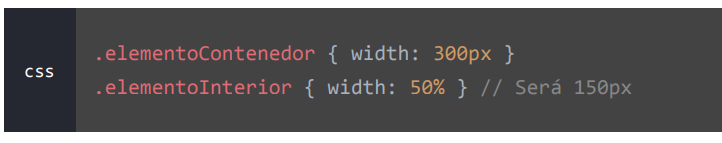 css
.elementoContenedor { width: 300px }
.elementoInterior { width: 50% } // Será 150px